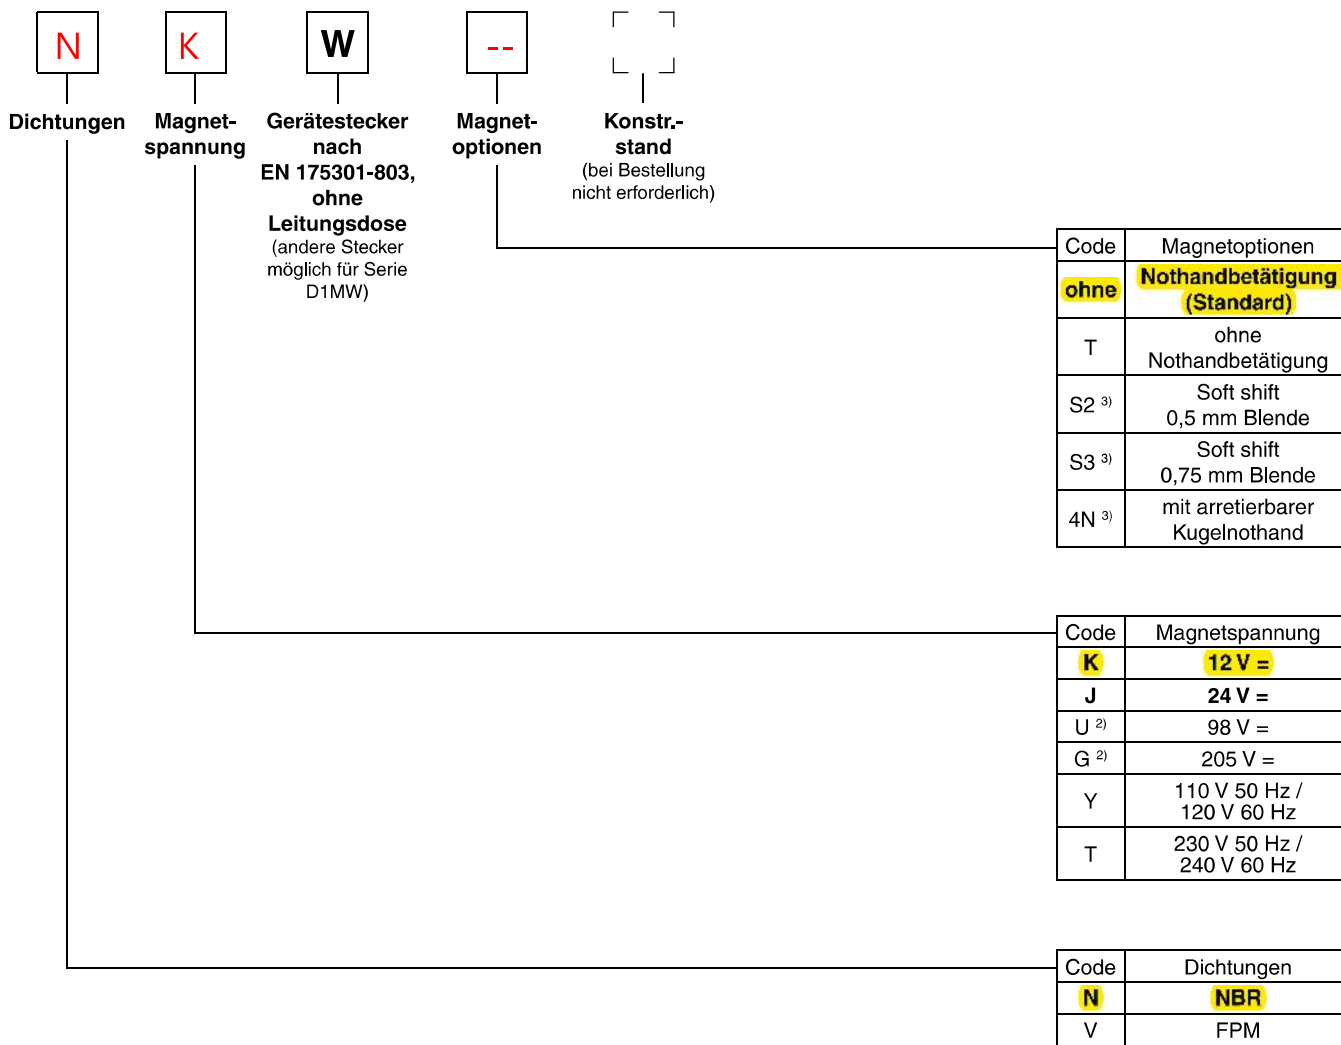 N K W --
Dichtungen
Magnet-
spannung
Gerätestecker
nach
EN 175301-803,
ohne
Leitungsdose
(andere Stecker
möglich für Serie
D1MW)
Magnet-
optionen
Konstr.-
stand
(bei Bestellung
nicht erforderlich)
Code Magnetoptionen
ohne Nothandbetätigung
(Standard)
T ohne
Nothandbetätigung
S2 3) Soft shift
0,5 mm Blende
S3 3) Soft shift
0,75 mm Blende
4N 3) mit arretierbarer
Kugelnothand
Code Magnetspannung
K 12 V =
J 24 V =
U 2) 98 V =
G 2) 205 V =
Y 110 V 50 Hz /
120 V 60 Hz
T 230 V 50 Hz /
240 V 60 Hz
Code Dichtungen
N NBR
V FPM